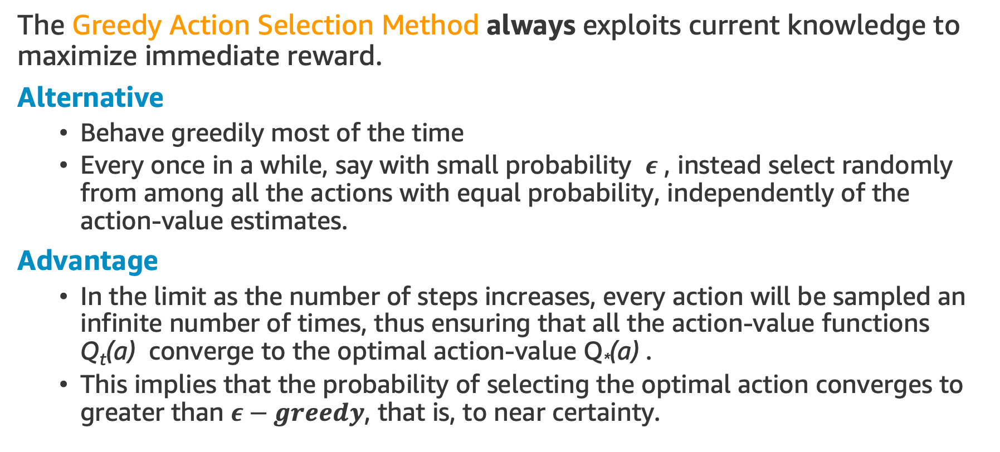 The Greedy Action Selection Method always exploits current knowledge to
maximize immediate reward.
Alternative
• Behave greedily most of the time
• Every once in a while, say with small probability ϵ , instead select randomly
from among all the actions with equal probability, independently of the
action-value estimates.
Advantage
• In the limit as the number of steps increases, every action will be sampled an
infinite number of times, thus ensuring that all the action-value functions
Qt(a) converge to the optimal action-value Q*(a) .
• This implies that the probability of selecting the optimal action converges to
greater than ϵ − greedy, that is, to near certainty.